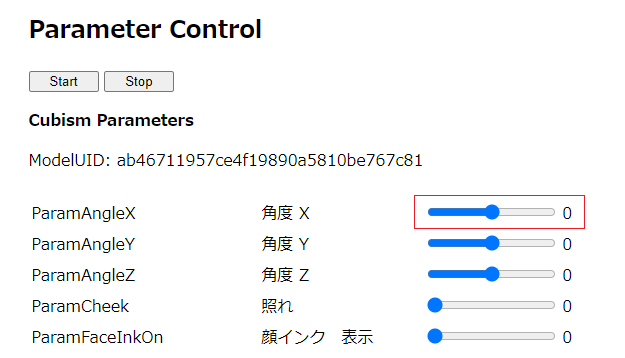 Parameter Control
Start Stop
Cubism Parameters
ModelUID: ab46711957ce4f19890a5810be767c81
ParamAngleX 角度 X 0
ParamAngleY 角度 Y 0
ParamAngleZ 角度 Z 0
ParamCheek 照れ 0
ParamFaceInkOn 顔インク　表示 0